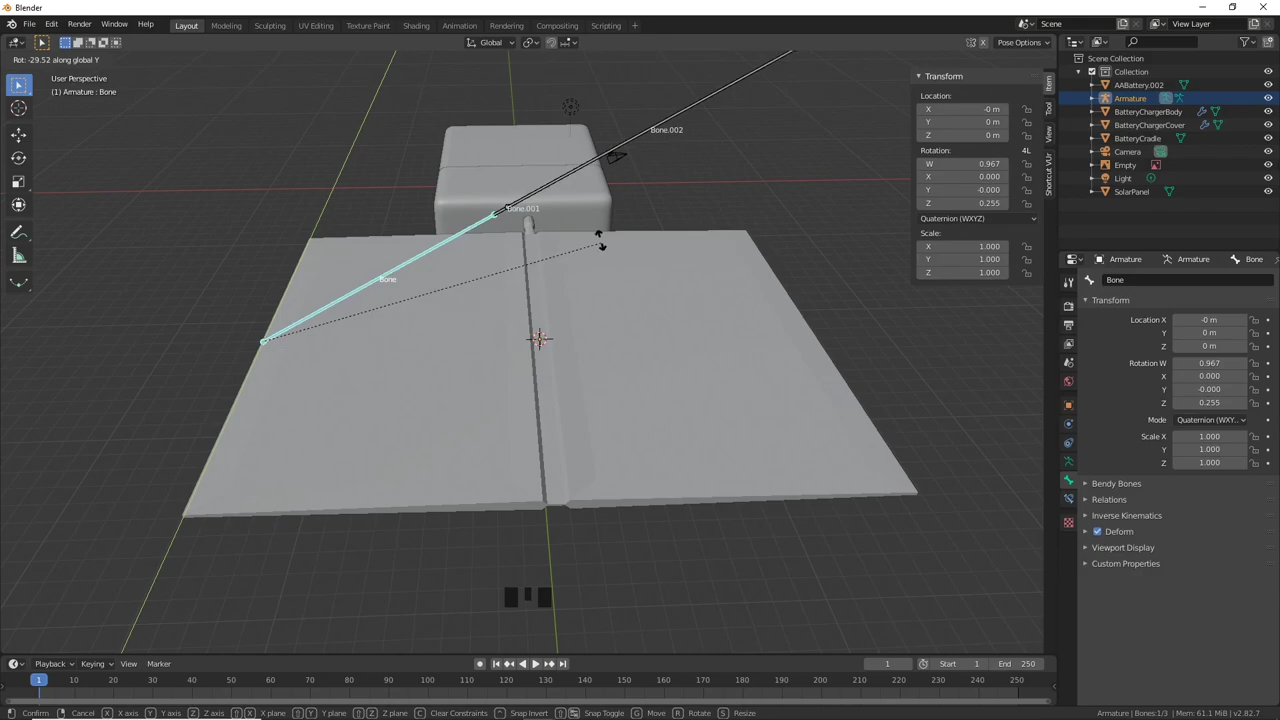 Blender
File Edit Render Window Help Layout Modeling Sculpting UV Editing Texture Paint Shading Animation Rendering Compositing Scripting + Scene View Layer
Global Pose Options
Rot: -29.52 along global Y
User Perspective
(1) Armature : Bone
Bone.002
Bone.001
Bone
Transform
Location:
X -0 m
Y 0 m
Z 0 m
Rotation: 4L
W 0.967
X 0.000
Y -0.000
Z 0.255
Quaternion (WXYZ)
Scale:
X 1.000
Y 1.000
Z 1.000
Item
Tool
View
Shortcut VUr
Scene Collection
Collection
AABattery.002
Armature
BatteryChargerBody
BatteryChargerCover
BatteryCradle
Camera
Empty
Light
SolarPanel
Armature Armature Bone
Bone
Transform
Location X -0 m
Y 0 m
Z 0 m
Rotation W 0.967
X 0.000
Y -0.000
Z 0.255
Mode Quaternion (WXY..
Scale X 1.000
Y 1.000
Z 1.000
Bendy Bones
Relations
Inverse Kinematics
Deform
Viewport Display
Custom Properties
Playback Keying View Marker 1 Start 1 End 250
1 10 20 30 40 50 60 70 80 90 100 110 120 130 140 150 160 170 180 190 200 210 220 230 240 250
Confirm Cancel X X axis Y Y axis Z Z axis X X plane Y Y plane Z Z plane C Clear Constraints Snap Invert Snap Toggle G Move R Rotate S Resize Armature | Bones:1/3 | Mem: 61.1 MiB | v2.82.7